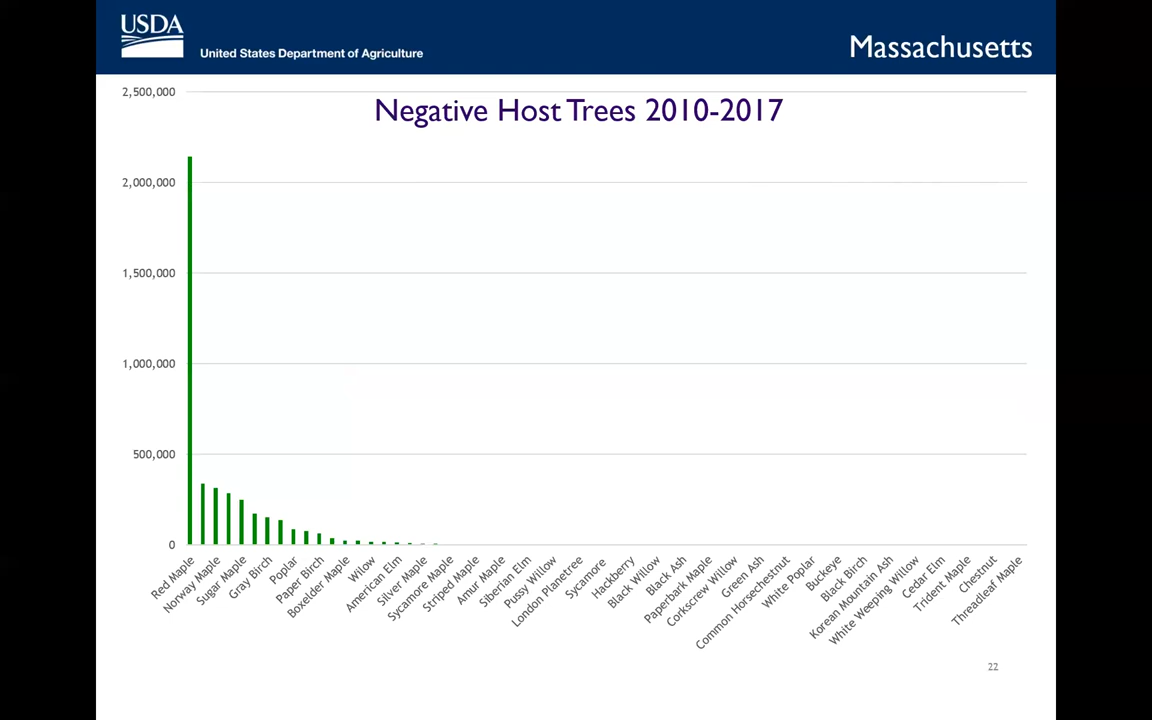 USDA
United States Department of Agriculture
Massachusetts
Negative Host Trees 2010-2017
2,500,000
2,000,000
1,500,000
1,000,000
500,000
0
Red Maple
Norway Maple
Sugar Maple
Gray Birch
Poplar
Paper Birch
Boxelder Maple
Wilow
American Elm
Silver Maple
Sycamore Maple
Striped Maple
Amur Maple
Siberian Elm
Pussy Willow
London Planetree
Sycamore
Hackberry
Black Willow
Black Ash
Paperbark Maple
Corkscrew Willow
Green Ash
Common Horsechestnut
White Poplar
Buckeye
Black Birch
Korean Mountain Ash
White Weeping Willow
Cedar Elm
Trident Maple
Chestnut
Threadleaf Maple
22